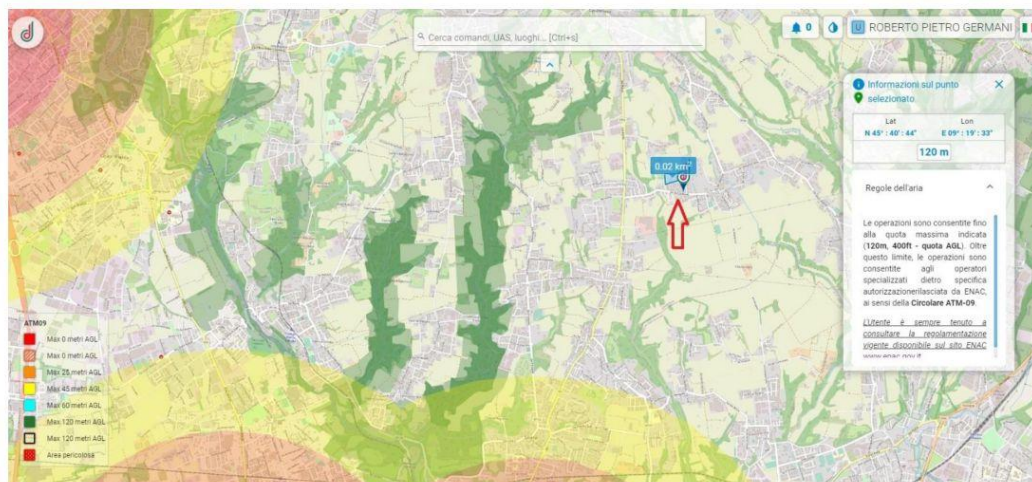 Cerca comandi, UAS, luoghi... [Ctrl+s]
0
U ROBERTO PIETRO GERMANI
Informazioni sul punto
selezionato.
Lat Lon
N 45° : 40' : 44" E 09° : 19' : 33"
120 m
Regole dell'aria
Le operazioni sono consentite fino
alla quota massima indicata
(120m, 400ft - quota AGL). Oltre
questo limite, le operazioni sono
consentite agli operatori
specializzati dietro specifica
autorizzazionerilasciata da ENAC,
ai sensi della Circolare ATM-09.
L'Utente è sempre tenuto a
consultare la regolamentazione
vigente disponibile sul sito ENAC
www.enac.gov.it
0.02 km²
ATM09
Max 0 metri AGL
Max 0 metri AGL
Max 25 metri AGL
Max 45 metri AGL
Max 60 metri AGL
Max 120 metri AGL
Max 120 metri AGL
Area pericolosa